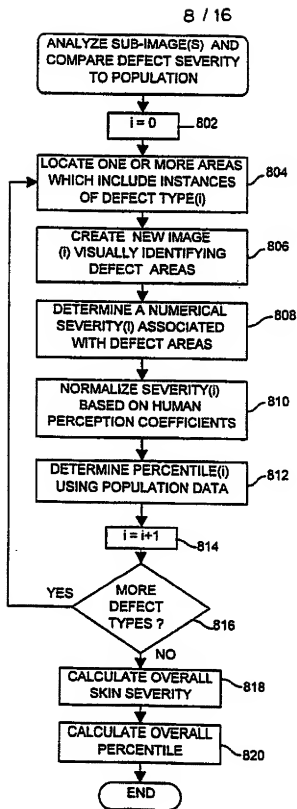 8 / 16
ANALYZE SUB-IMAGE(S) AND
COMPARE DEFECT SEVERITY
TO POPULATION
i = 0
802
LOCATE ONE OR MORE AREAS
WHICH INCLUDE INSTANCES
OF DEFECT TYPE(i)
804
CREATE NEW IMAGE
(i) VISUALLY IDENTIFYING
DEFECT AREAS
806
DETERMINE A NUMERICAL
SEVERITY(i) ASSOCIATED
WITH DEFECT AREAS
808
NORMALIZE SEVERITY(i)
BASED ON HUMAN
PERCEPTION COEFFICIENTS
810
DETERMINE PERCENTILE(i)
USING POPULATION DATA
812
i = i+1
814
YES
MORE
DEFECT
TYPES ?
816
NO
CALCULATE OVERALL
SKIN SEVERITY
818
CALCULATE OVERALL
PERCENTILE
820
END